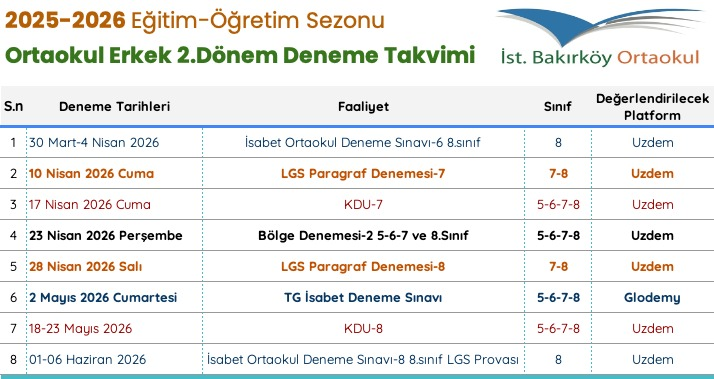 2025-2026 Eğitim-Öğretim Sezonu
Ortaokul Erkek 2.Dönem Deneme Takvimi
İst. Bakırköy Ortaokul
S.n Deneme Tarihleri Faaliyet Sınıf Değerlendirilecek Platform
1 30 Mart-4 Nisan 2026 İsabet Ortaokul Deneme Sınavı-6 8.sınıf 8 Uzdem
2 10 Nisan 2026 Cuma LGS Paragraf Denemesi-7 7-8 Uzdem
3 17 Nisan 2026 Cuma KDU-7 5-6-7-8 Uzdem
4 23 Nisan 2026 Perşembe Bölge Denemesi-2 5-6-7 ve 8.Sınıf 5-6-7-8 Uzdem
5 28 Nisan 2026 Salı LGS Paragraf Denemesi-8 7-8 Uzdem
6 2 Mayıs 2026 Cumartesi TG İsabet Deneme Sınavı 5-6-7-8 Glodemy
7 18-23 Mayıs 2026 KDU-8 5-6-7-8 Uzdem
8 01-06 Haziran 2026 İsabet Ortaokul Deneme Sınavı-8 8.sınıf LGS Provası 8 Uzdem